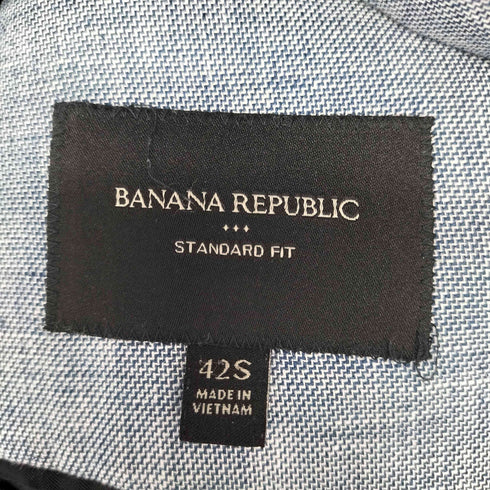 BANANA REPUBLIC
STANDARD FIT
42S
MADE IN
VIETNAM